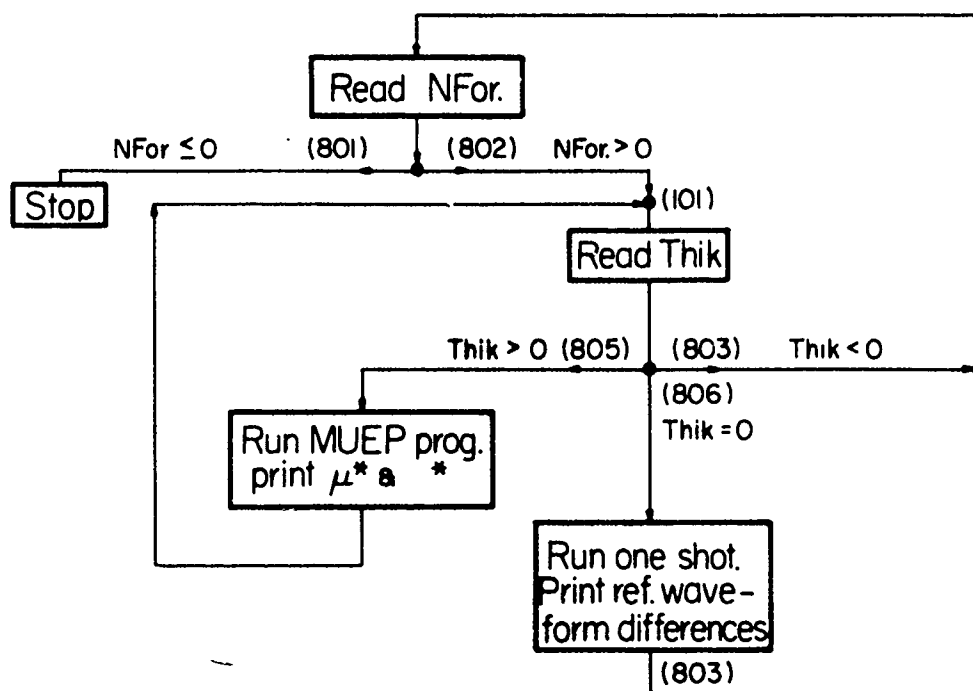 Read NFor.
NFor ≤ 0 (801) (802) NFor. > 0
Stop
(101)
Read Thik
Thik > 0 (805) (803) Thik < 0
(806)
Thik = 0
Run MUEP prog.
print μ* & *
Run one shot.
Print ref. wave-
form differences
(803)